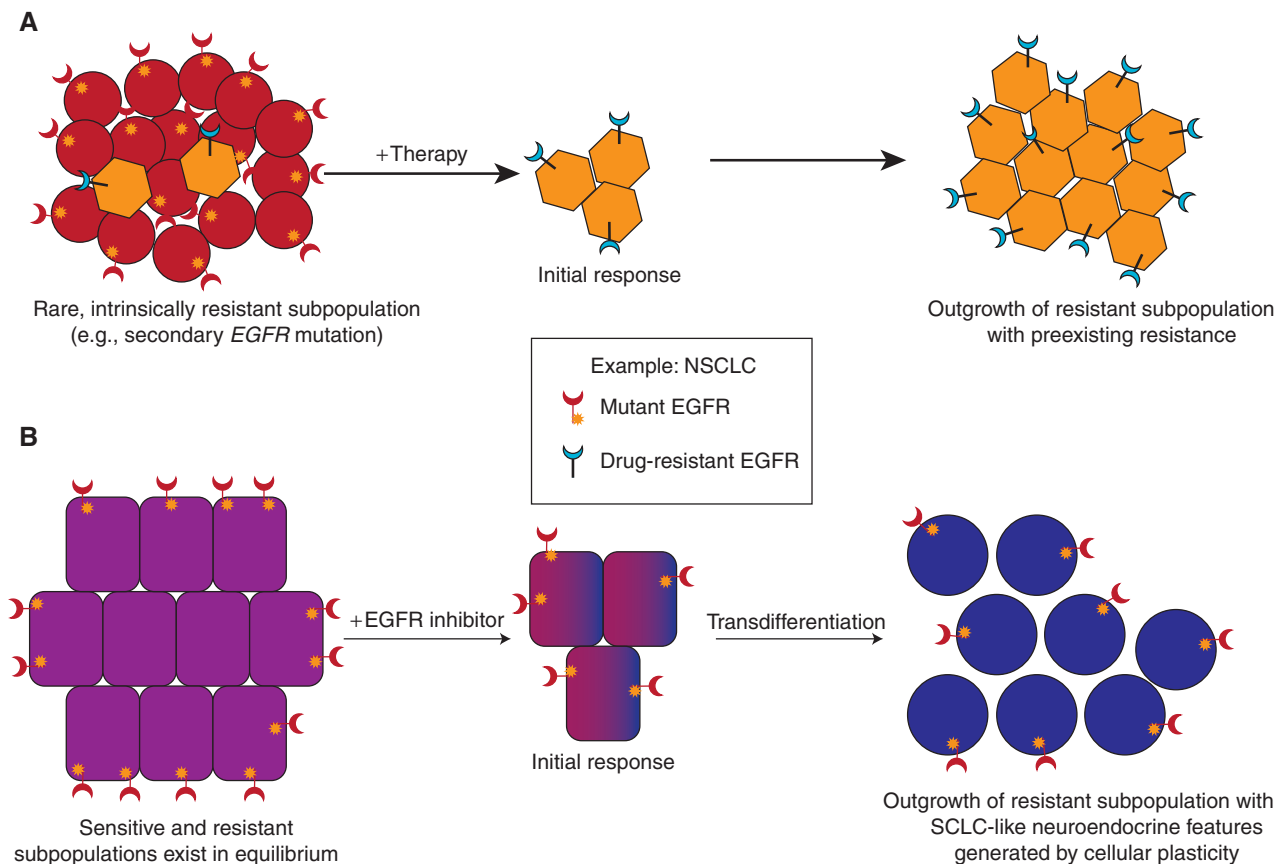 A
+Therapy
Initial response
Rare, intrinsically resistant subpopulation
(e.g., secondary EGFR mutation)
Outgrowth of resistant subpopulation
with preexisting resistance
Example: NSCLC
Mutant EGFR
Drug-resistant EGFR
B
+EGFR inhibitor
Transdifferentiation
Initial response
Sensitive and resistant
subpopulations exist in equilibrium
Outgrowth of resistant subpopulation with
SCLC-like neuroendocrine features
generated by cellular plasticity